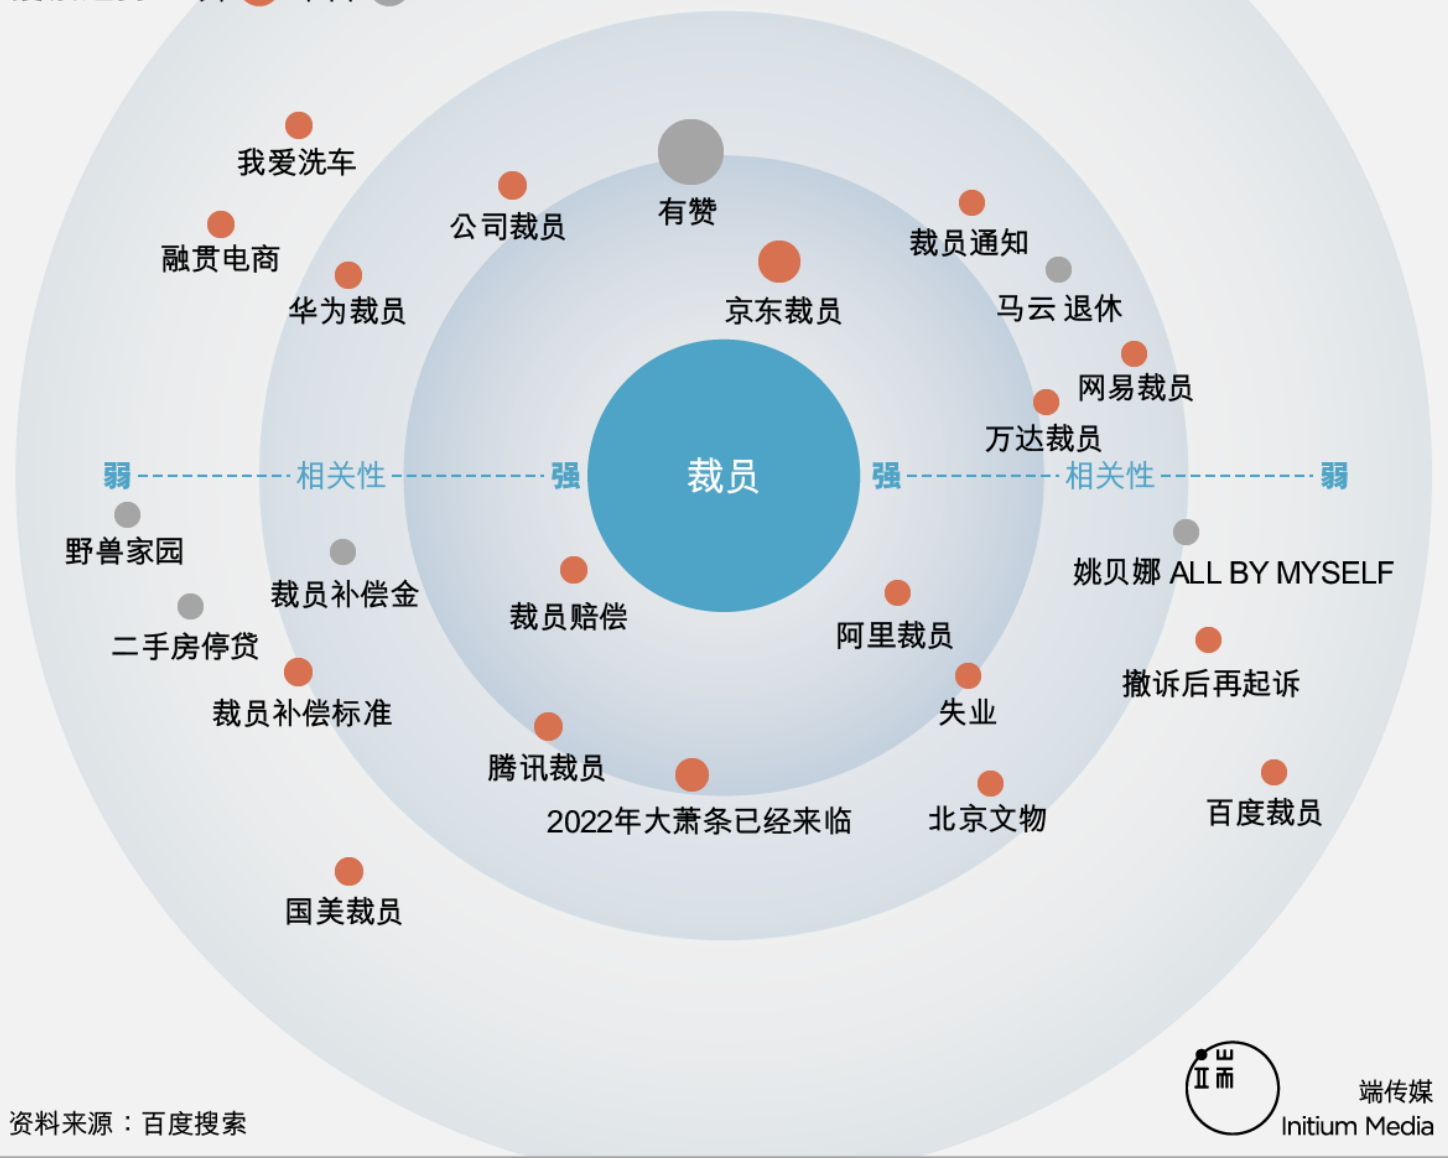 我爱洗车
公司裁员
有赞
裁员通知
融贯电商
华为裁员
京东裁员
马云 退休
网易裁员
万达裁员
弱 相关性 强 裁员 强 相关性 弱
野兽家园
裁员补偿金
裁员赔偿
姚贝娜 ALL BY MYSELF
二手房停贷
阿里裁员
撤诉后再起诉
裁员补偿标准
失业
腾讯裁员
2022年大萧条已经来临
北京文物
百度裁员
国美裁员
端
端传媒
资料来源：百度搜索
Initium Media